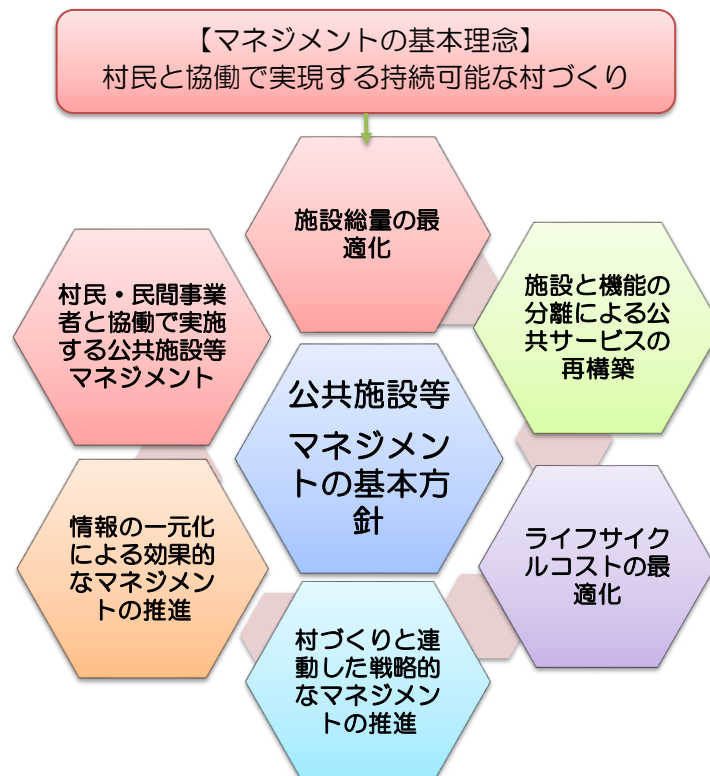 【マネジメントの基本理念】
村民と協働で実現する持続可能な村づくり
施設総量の最
適化
施設と機能の
分離による公
共サービスの
再構築
ライフサイク
ルコストの最
適化
村づくりと連
動した戦略的
なマネジメン
トの推進
情報の一元化
による効果的
なマネジメン
トの推進
村民・民間事業
者と協働で実施
する公共施設等
マネジメント
公共施設等
マネジメン
トの基本方
針